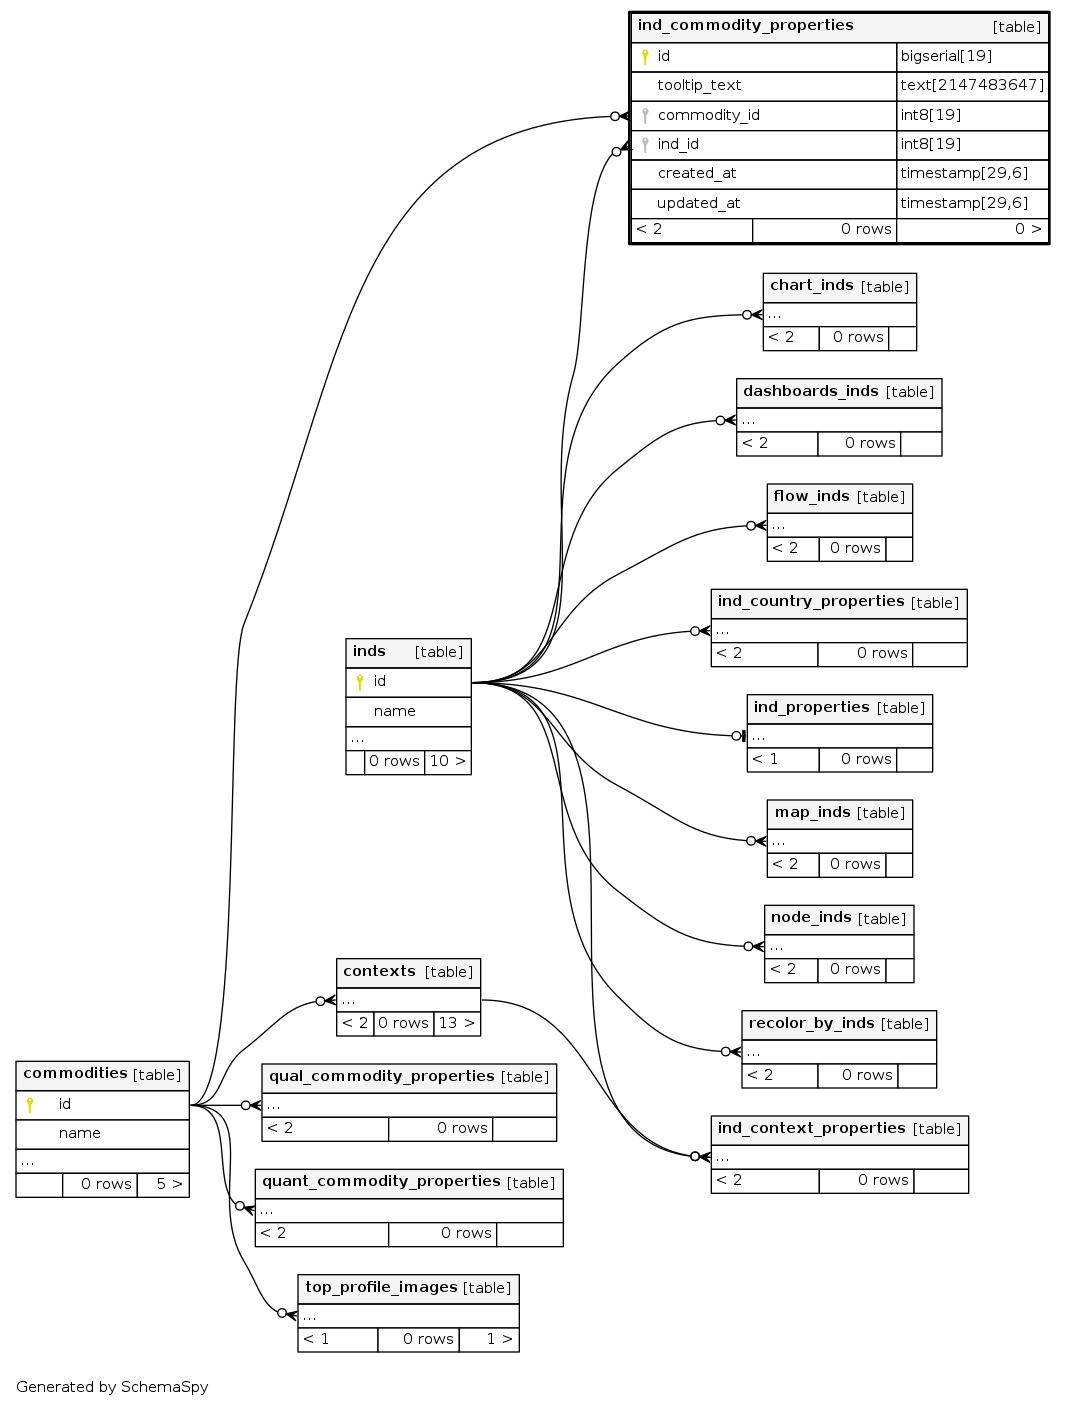 ind_commodity_properties [table]
id bigserial[19]
tooltip_text text[2147483647]
commodity_id int8[19]
ind_id int8[19]
created_at timestamp[29,6]
updated_at timestamp[29,6]
< 2 0 rows 0 >
chart_inds [table]
...
< 2 0 rows
dashboards_inds [table]
...
< 2 0 rows
flow_inds [table]
...
< 2 0 rows
ind_country_properties [table]
...
< 2 0 rows
inds [table]
id
name
...
0 rows 10 >
ind_properties [table]
...
< 1 0 rows
map_inds [table]
...
< 2 0 rows
node_inds [table]
...
< 2 0 rows
contexts [table]
...
< 2 0 rows 13 >
recolor_by_inds [table]
...
< 2 0 rows
commodities [table]
id
name
...
0 rows 5 >
qual_commodity_properties [table]
...
< 2 0 rows
ind_context_properties [table]
...
< 2 0 rows
quant_commodity_properties [table]
...
< 2 0 rows
top_profile_images [table]
...
< 1 0 rows 1 >
Generated by SchemaSpy